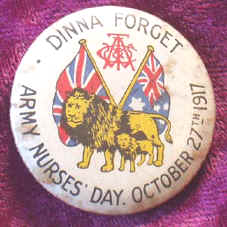 DINNA FORGET
ARMY NURSES' DAY. OCTOBER 27TH 1917